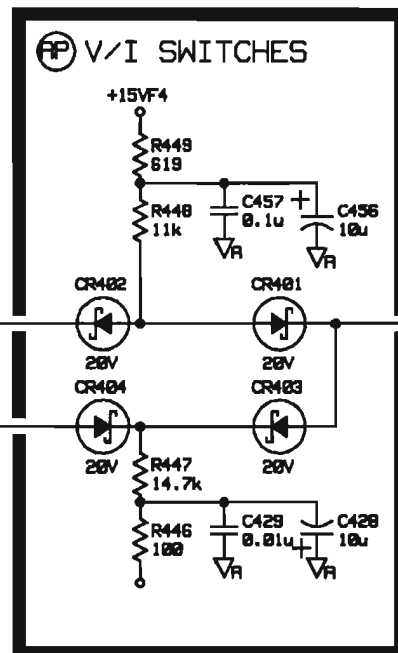 AP V/I SWITCHES
+15VF4
R449
619
R448
11k
C457
0.1u
+
C456
10u
A
A
CR402
20V
CR401
20V
CR404
20V
CR403
20V
R447
14.7k
R446
100
C429
0.01u
+
C428
10u
A
A